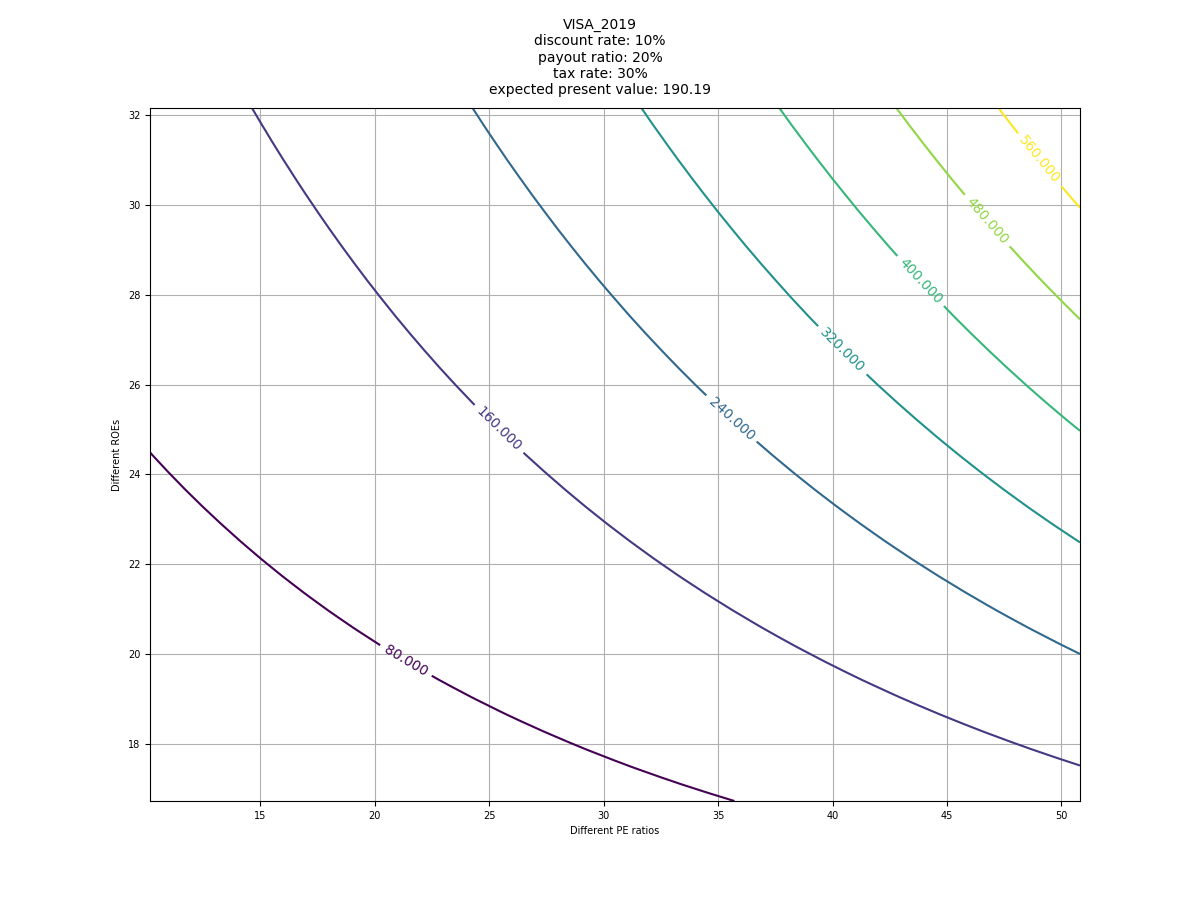 VISA_2019
discount rate: 10%
payout ratio: 20%
tax rate: 30%
expected present value: 190.19
32
30
28
26
24
22
20
18
Different ROEs
560.000
480.000
400.000
320.000
240.000
160.000
80.000
15 20 25 30 35 40 45 50
Different PE ratios